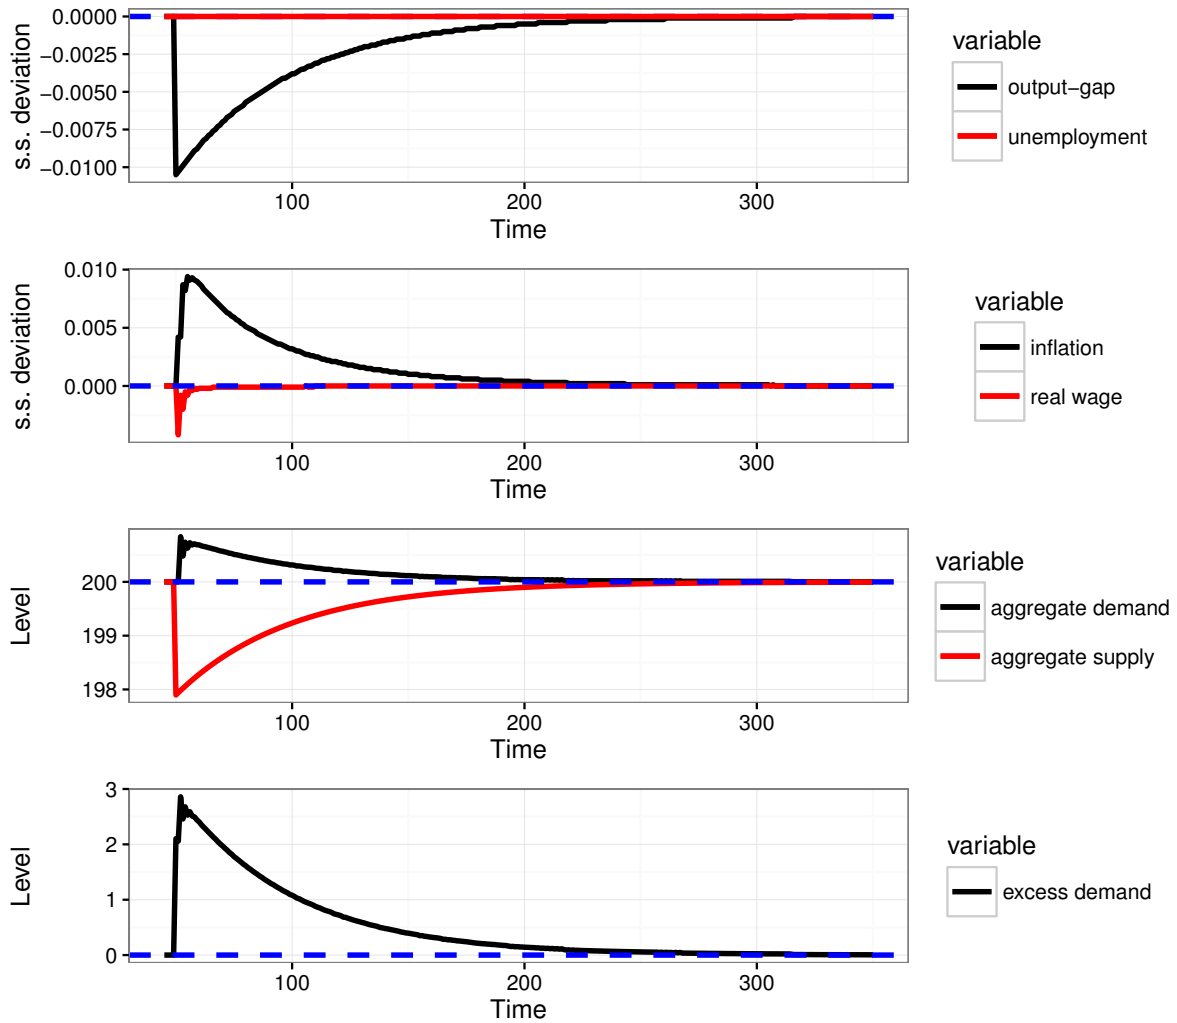 s.s. deviation
0.0000
−0.0025
−0.0050
−0.0075
−0.0100
100
200
300
Time
variable
output−gap
unemployment
s.s. deviation
0.010
0.005
0.000
100
200
300
Time
variable
inflation
real wage
Level
200
199
198
100
200
300
Time
variable
aggregate demand
aggregate supply
Level
3
2
1
0
100
200
300
Time
variable
excess demand